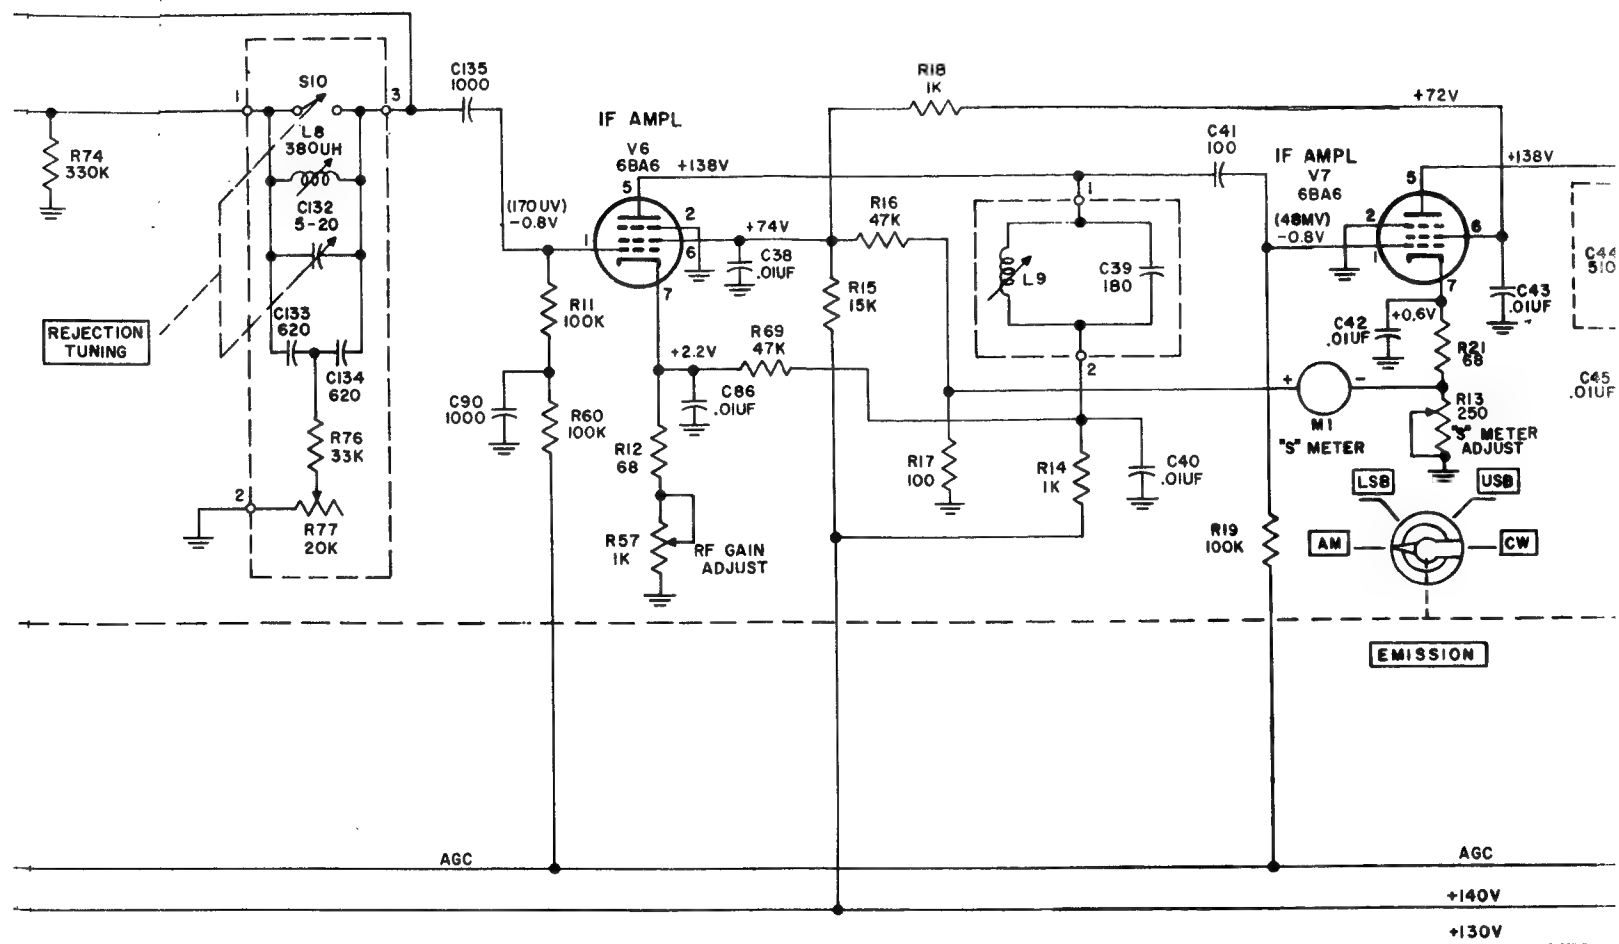 S10
1
3
L8
380UH
C132
5-20
R74
330K
REJECTION
TUNING
C133
620
C134
620
R76
33K
2
R77
20K
C135
1000
IF AMPL
V6
6BA6
+138V
5
2
(170UV)
-0.8V
1
6
+74V
7
C38
.01UF
R11
100K
C90
1000
R60
100K
+2.2V
R69
47K
C86
.01UF
R12
68
R57
1K
RF GAIN
ADJUST
R18
1K
+72V
R16
47K
R15
15K
R17
100
1
L9
C39
180
2
R14
1K
C40
.01UF
C41
100
IF AMPL
V7
6BA6
+138V
5
2
(48MV)
-0.8V
1
6
7
+0.6V
C42
.01UF
C43
.01UF
R21
68
C44
510
C45
.01UF
+
-
M1
"S" METER
R13
250
"S" METER
ADJUST
LSB
USB
AM
CW
EMISSION
R19
100K
AGC
AGC
+140V
+130V